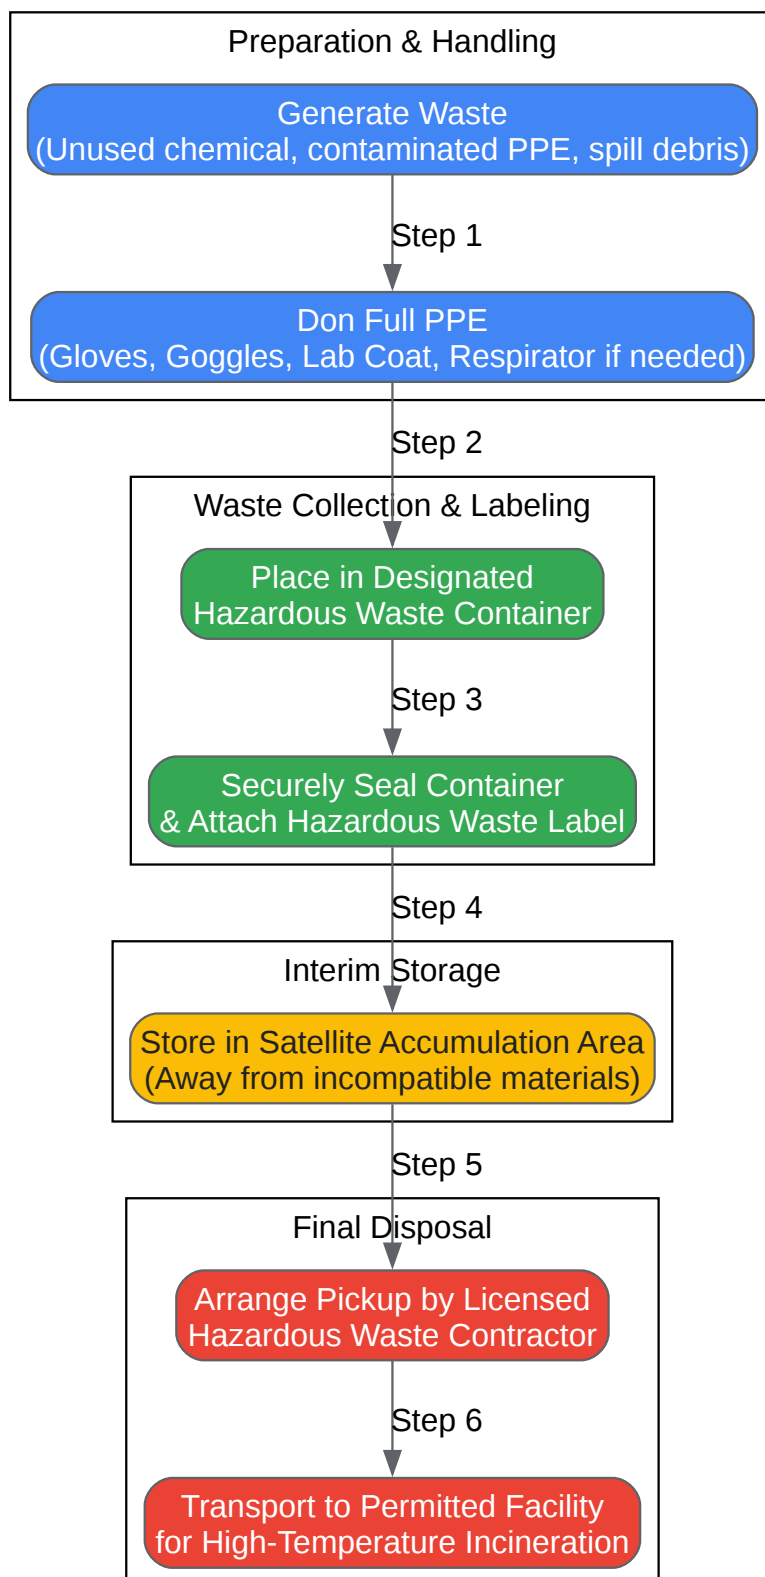 Preparation & Handling
Generate Waste
(Unused chemical, contaminated PPE, spill debris)
Step 1
Don Full PPE
(Gloves, Goggles, Lab Coat, Respirator if needed)
Step 2
Waste Collection & Labeling
Place in Designated
Hazardous Waste Container
Step 3
Securely Seal Container
& Attach Hazardous Waste Label
Step 4
Interim Storage
Store in Satellite Accumulation Area
(Away from incompatible materials)
Step 5
Final Disposal
Arrange Pickup by Licensed
Hazardous Waste Contractor
Step 6
Transport to Permitted Facility
for High-Temperature Incineration